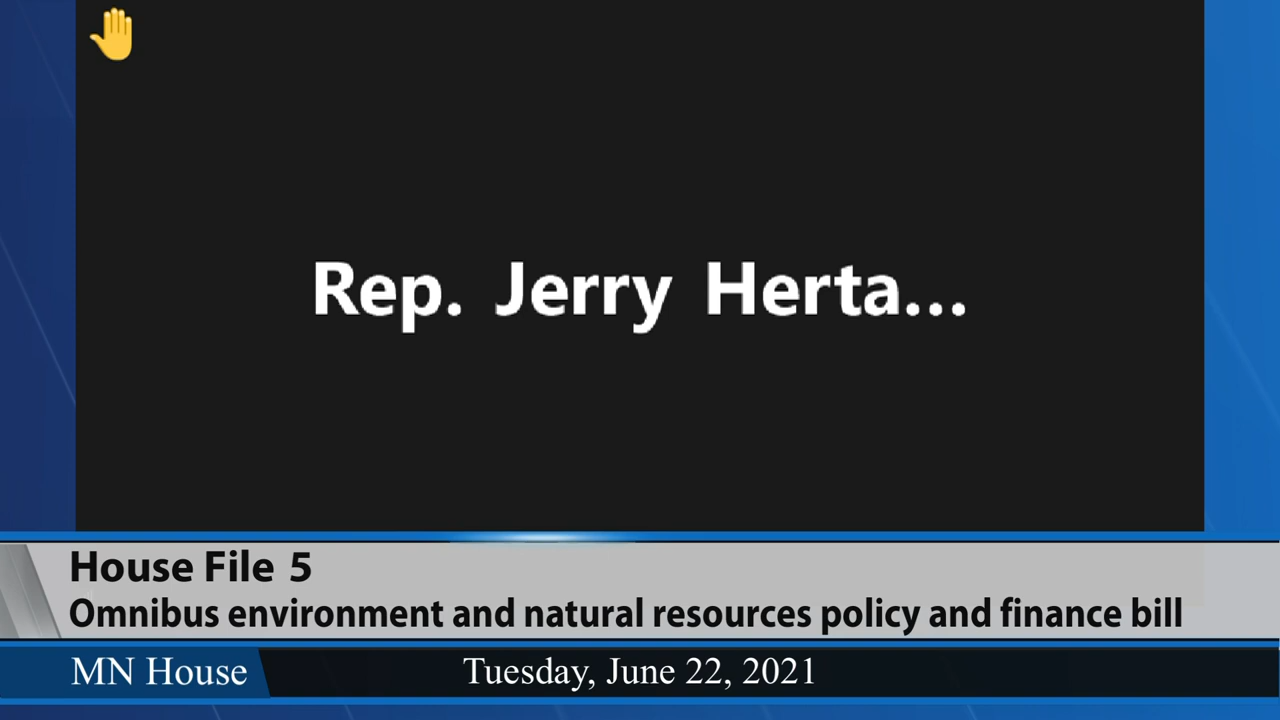 Rep. Jerry Herta...
House File 5
Omnibus environment and natural resources policy and finance bill
MN House
Tuesday, June 22, 2021